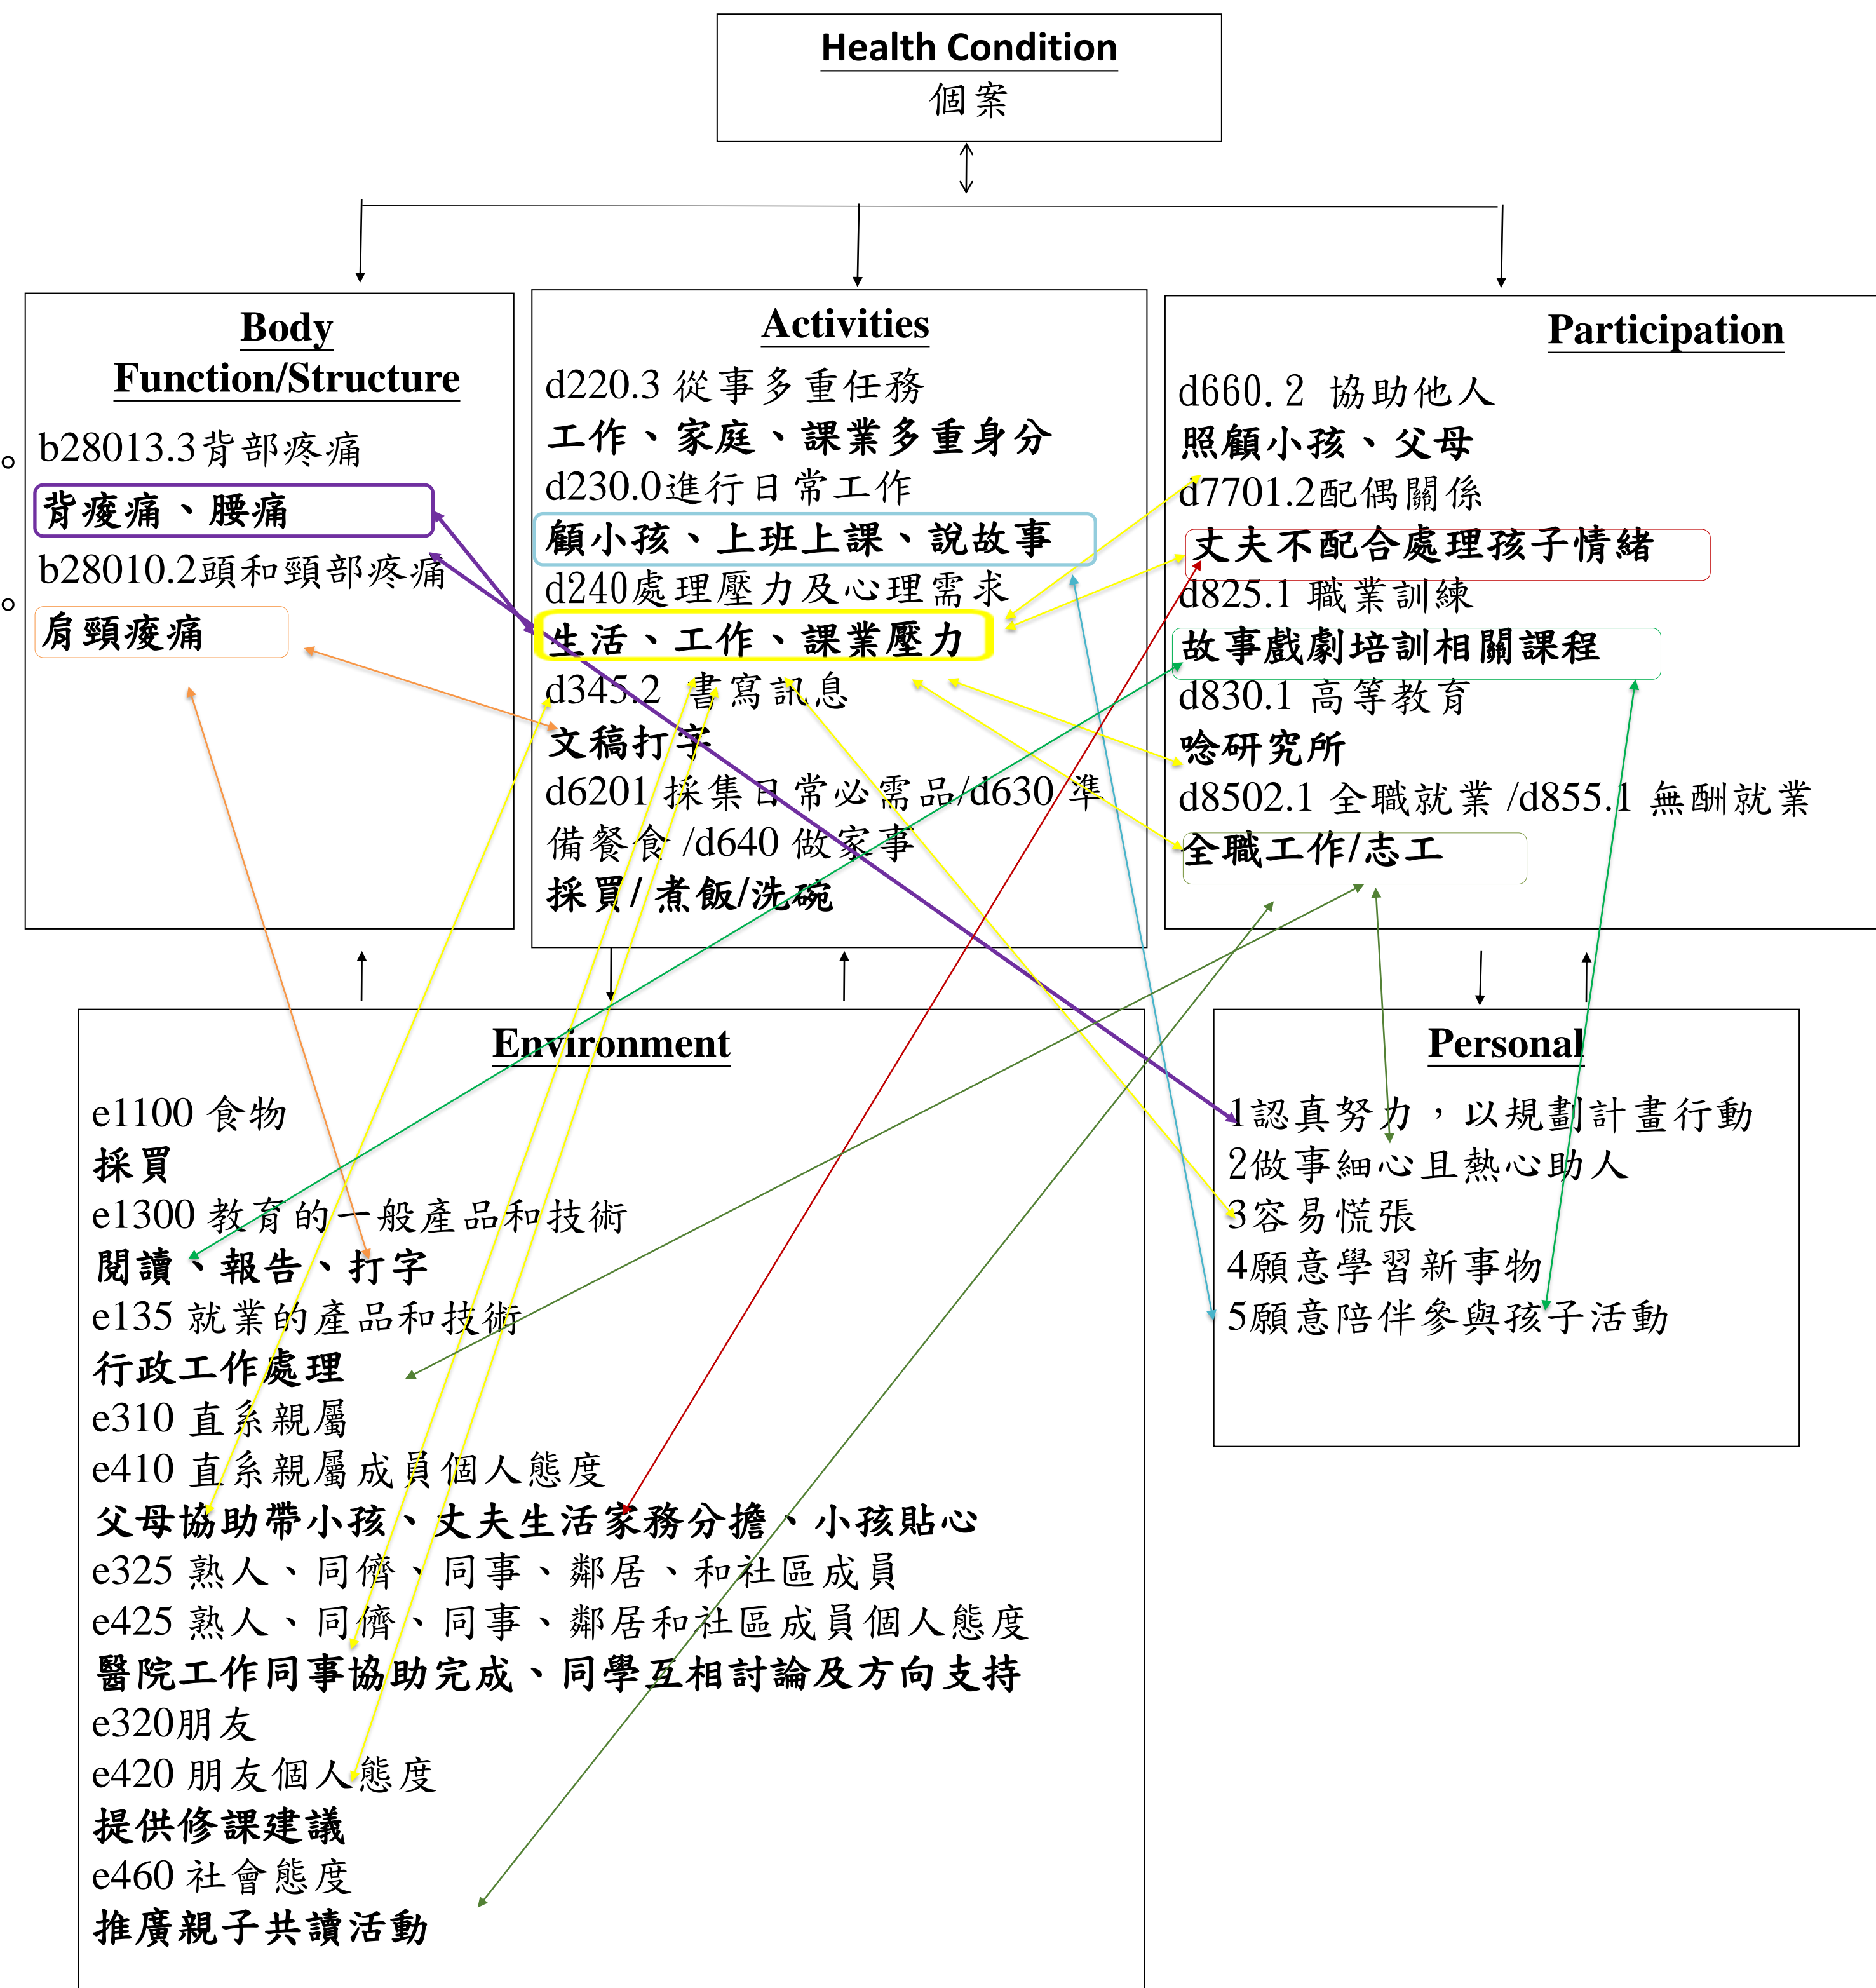 Health Condition
個案
Body
Function/Structure
b28013.3背部疼痛
背痠痛、腰痛
b28010.2頭和頸部疼痛
肩頸痠痛
Activities
d220.3 從事多重任務
工作、家庭、課業多重身分
d230.0進行日常工作
顧小孩、上班上課、說故事
d240處理壓力及心理需求
生活、工作、課業壓力
d345.2 書寫訊息
文稿打字
d6201 採集日常必需品/d630 準
備餐食 /d640 做家事
採買/ 煮飯/洗碗
Participation
d660.2 協助他人
照顧小孩、父母
d7701.2配偶關係
丈夫不配合處理孩子情緒
d825.1 職業訓練
故事戲劇培訓相關課程
d830.1 高等教育
唸研究所
d8502.1 全職就業 /d855.1 無酬就業
全職工作/志工
Environment
e1100 食物
採買
e1300 教育的一般產品和技術
閱讀、報告、打字
e135 就業的產品和技術
行政工作處理
e310 直系親屬
e410 直系親屬成員個人態度
父母協助帶小孩、丈夫生活家務分擔、小孩貼心
e325 熟人、同儕、同事、鄰居、和社區成員
e425 熟人、同儕、同事、鄰居和社區成員個人態度
醫院工作同事協助完成、同學互相討論及方向支持
e320朋友
e420 朋友個人態度
提供修課建議
e460 社會態度
推廣親子共讀活動
Personal
1認真努力，以規劃計畫行動
2做事細心且熱心助人
3容易慌張
4願意學習新事物
5願意陪伴參與孩子活動